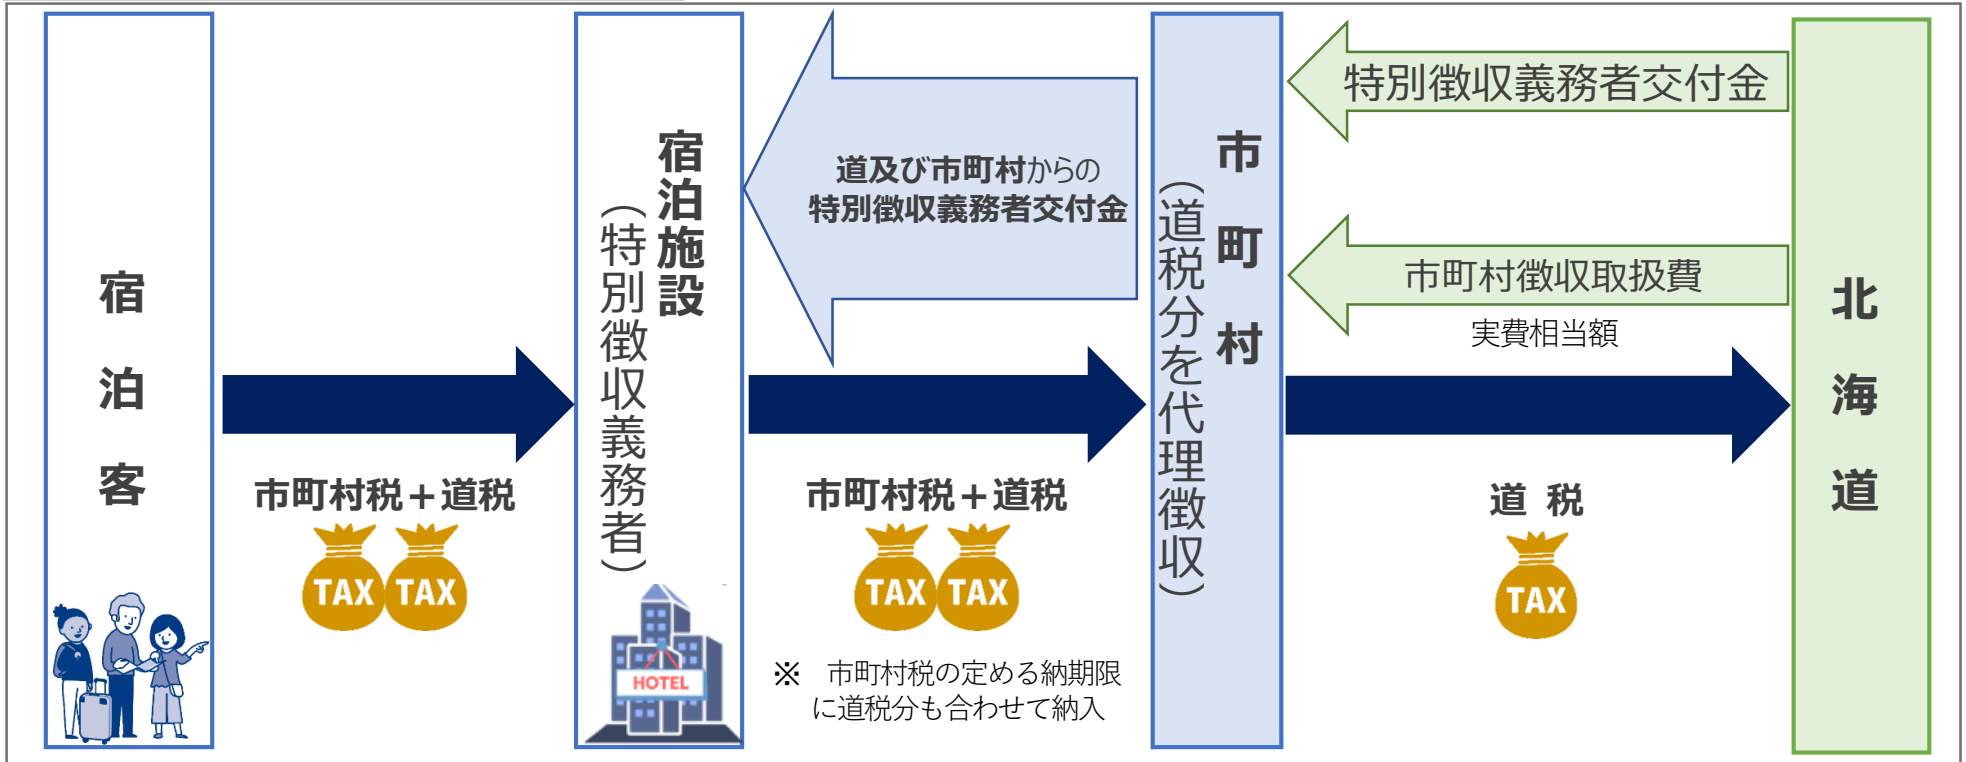 宿泊客
市町村税＋道税
TAX TAX
宿泊施設
（特別徴収義務者）
HOTEL
道及び市町村からの
特別徴収義務者交付金
市町村税＋道税
TAX TAX
※　市町村税の定める納期限
に道税分も合わせて納入
市町村
（道税分を代理徴収）
特別徴収義務者交付金
市町村徴収取扱費
実費相当額
道 税
TAX
北海道